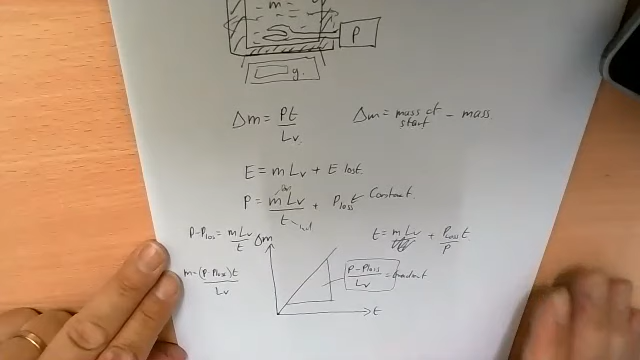 m
P
g
Δm = Pt / Lv
Δm = mass at start - mass.
E = mLv + E lost.
P = mLv / t + Ploss Constant.
P-Ploss = mLv / t
Δm
t = mLv + Ploss t / P
m = (P-Ploss)t / Lv
P-Ploss / Lv = gradient
t